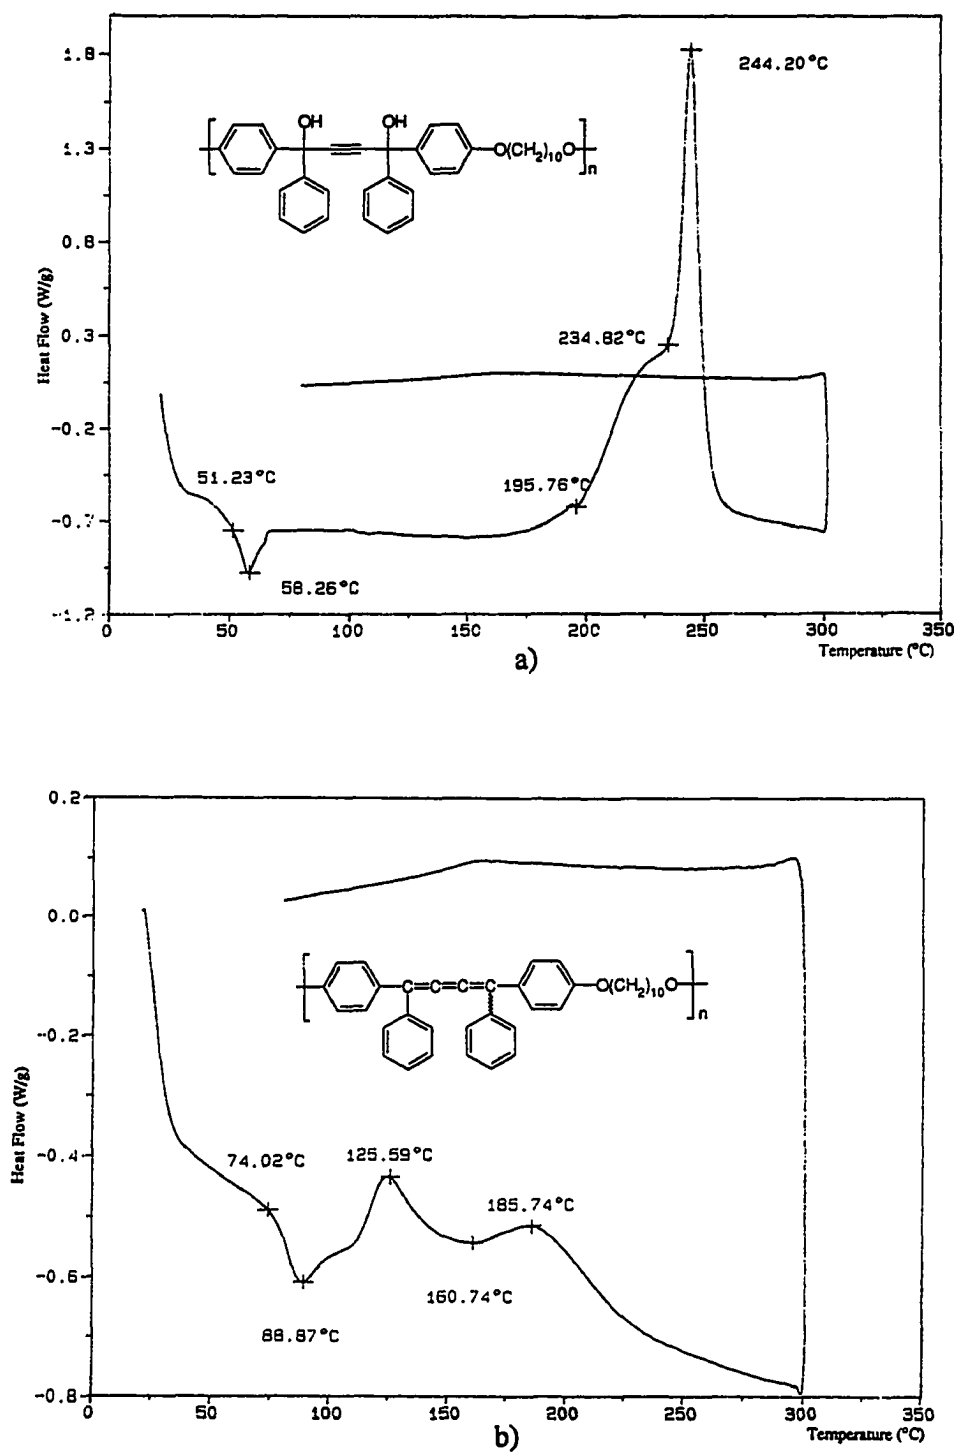 1.8
244.20°C
OH OH
1.3
O(CH2)10O
n
0.8
Heat Flow (W/g)
234.82°C
0.3
-0.2
51.23°C
195.76°C
-0.7
58.26°C
-1.2
0 50 100 150 200 250 300 350
Temperature (°C)
a)
0.2
0.0
C=C=C=C
O(CH2)10O
n
-0.2
Heat Flow (W/g)
-0.4
74.02°C
125.59°C
185.74°C
-0.6
160.74°C
88.87°C
-0.8
0 50 100 150 200 250 300 350
Temperature (°C)
b)